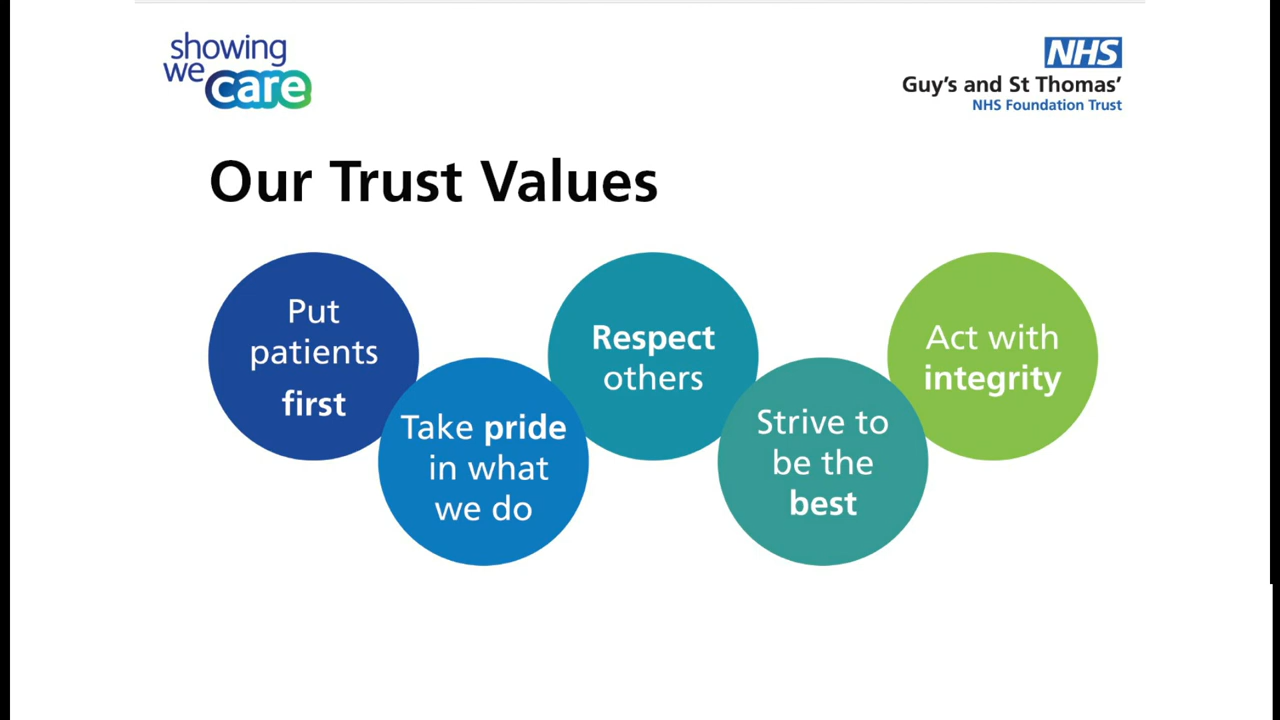 showing
we care
NHS
Guy's and St Thomas'
NHS Foundation Trust
Our Trust Values
Put
patients
first
Take pride
in what
we do
Respect
others
Strive to
be the
best
Act with
integrity